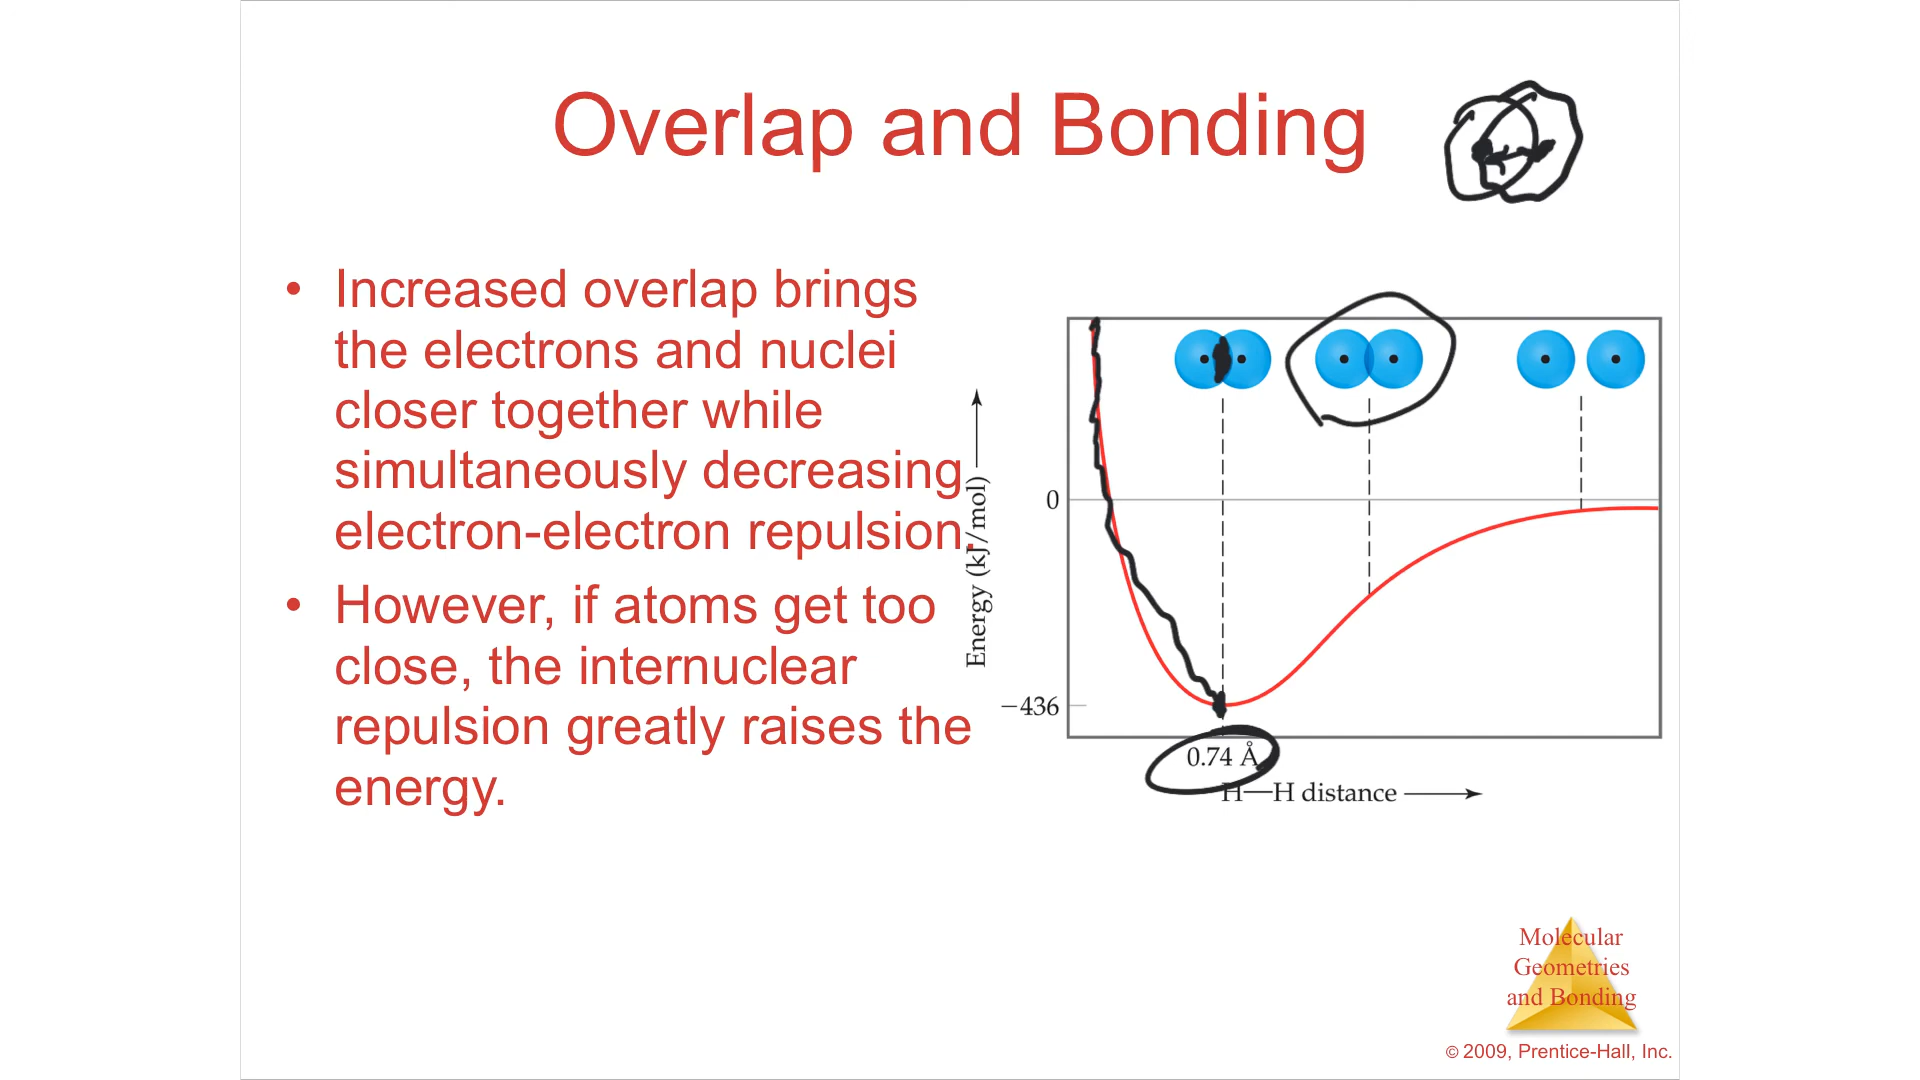 Overlap and Bonding
• Increased overlap brings
the electrons and nuclei
closer together while
simultaneously decreasing
electron-electron repulsion.
• However, if atoms get too
close, the internuclear
repulsion greatly raises the
energy.
Energy (kJ/mol)
0
−436
0.74 Å
H—H distance
Molecular
Geometries
and Bonding
© 2009, Prentice-Hall, Inc.